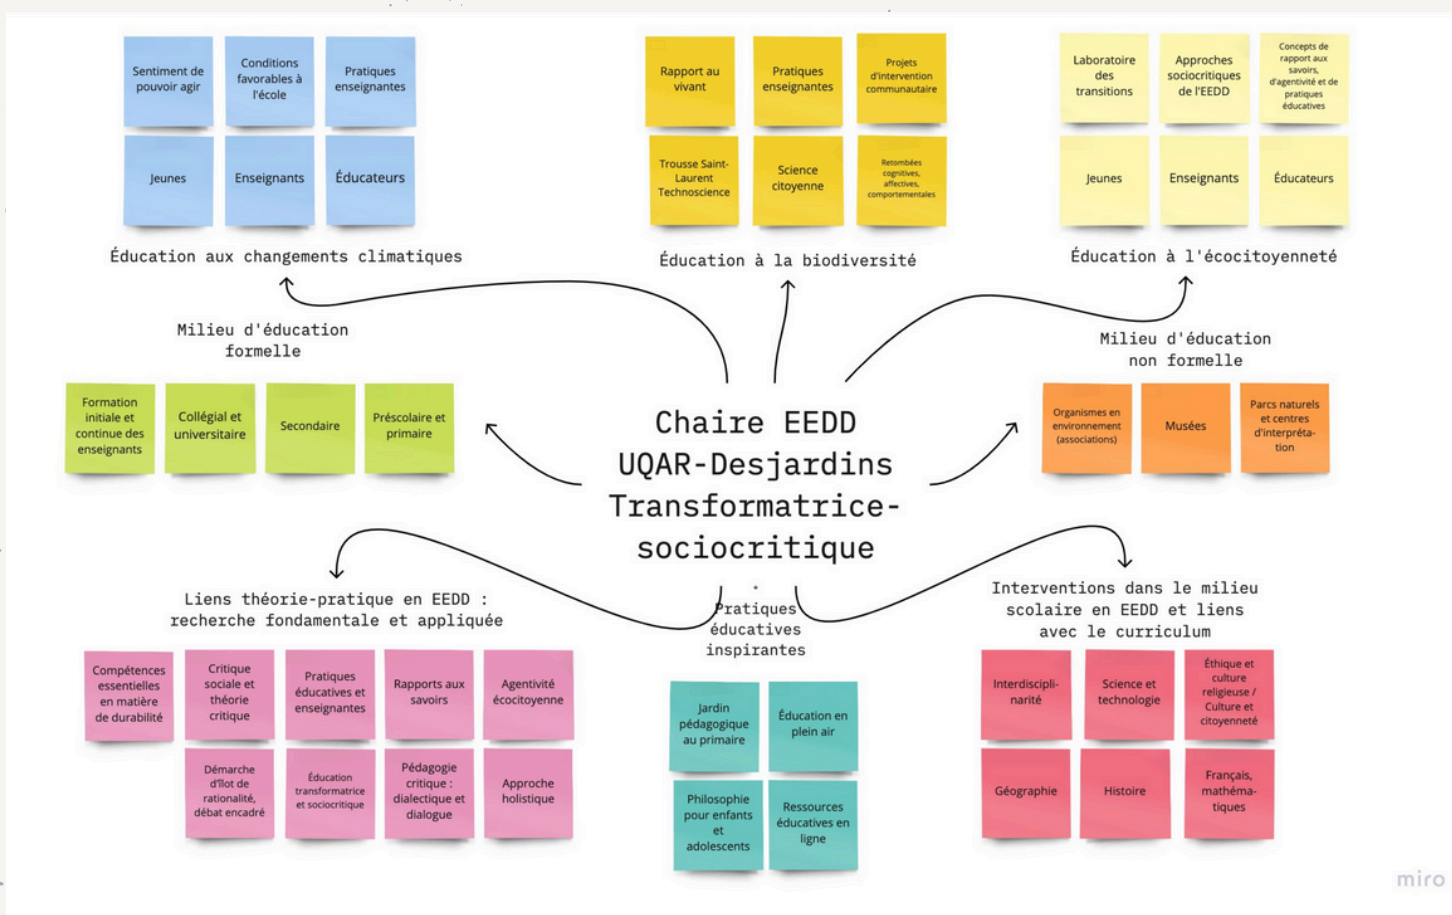 Sentiment de
pouvoir agir
Conditions
favorables à
l'école
Pratiques
enseignantes
Jeunes
Enseignants
Éducateurs
Éducation aux changements climatiques
Rapport au
vivant
Pratiques
enseignantes
Projets
d'intervention
communautaire
Trousse Saint-
Laurent
Technoscience
Science
citoyenne
Retombées
cognitives,
affectives,
comportementales
Éducation à la biodiversité
Laboratoire
des
transitions
Approches
sociocritiques
de l'EEDD
Concepts de
rapport aux
savoirs,
d'agentivité et de
pratiques
éducatives
Jeunes
Enseignants
Éducateurs
Éducation à l'écocitoyenneté
Milieu d'éducation
formelle
Formation
initiale et
continue des
enseignants
Collégial et
universitaire
Secondaire
Préscolaire et
primaire
Chaire EEDD
UQAR-Desjardins
Transformatrice-
sociocritique
Milieu d'éducation
non formelle
Organismes en
environnement
(associations)
Musées
Parcs naturels
et centres
d'interpréta-
tion
Liens théorie-pratique en EEDD :
recherche fondamentale et appliquée
Compétences
essentielles
en matière
de durabilité
Critique
sociale et
théorie
critique
Pratiques
éducatives et
enseignantes
Rapports aux
savoirs
Agentivité
écocitoyenne
Démarche
d'îlot de
rationalité,
débat encadré
Éducation
transformatrice
et sociocritique
Pédagogie
critique :
dialectique et
dialogue
Approche
holistique
Pratiques
éducatives
inspirantes
Jardin
pédagogique
au primaire
Éducation en
plein air
Philosophie
pour enfants
et
adolescents
Ressources
éducatives en
ligne
Interventions dans le milieu
scolaire en EEDD et liens
avec le curriculum
Interdiscipli-
narité
Science et
technologie
Éthique et
culture
religieuse /
Culture et
citoyenneté
Géographie
Histoire
Français,
mathéma-
tiques
miro